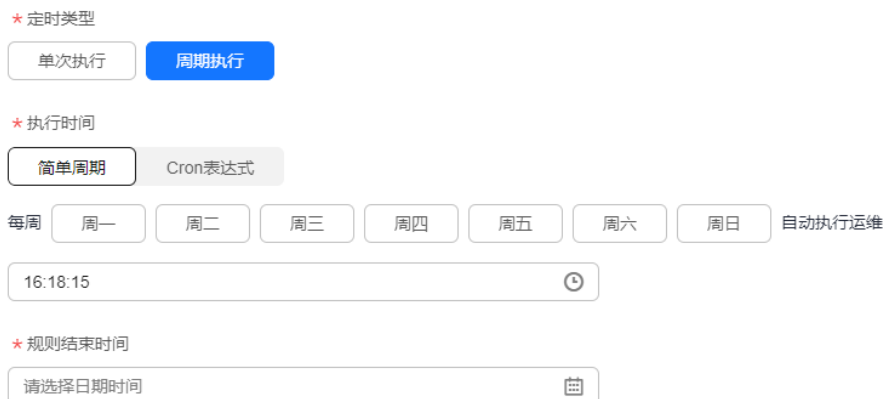 * 定时类型
单次执行 周期执行
* 执行时间
简单周期 Cron表达式
每周 周一 周二 周三 周四 周五 周六 周日 自动执行运维
16:18:15
* 规则结束时间
请选择日期时间